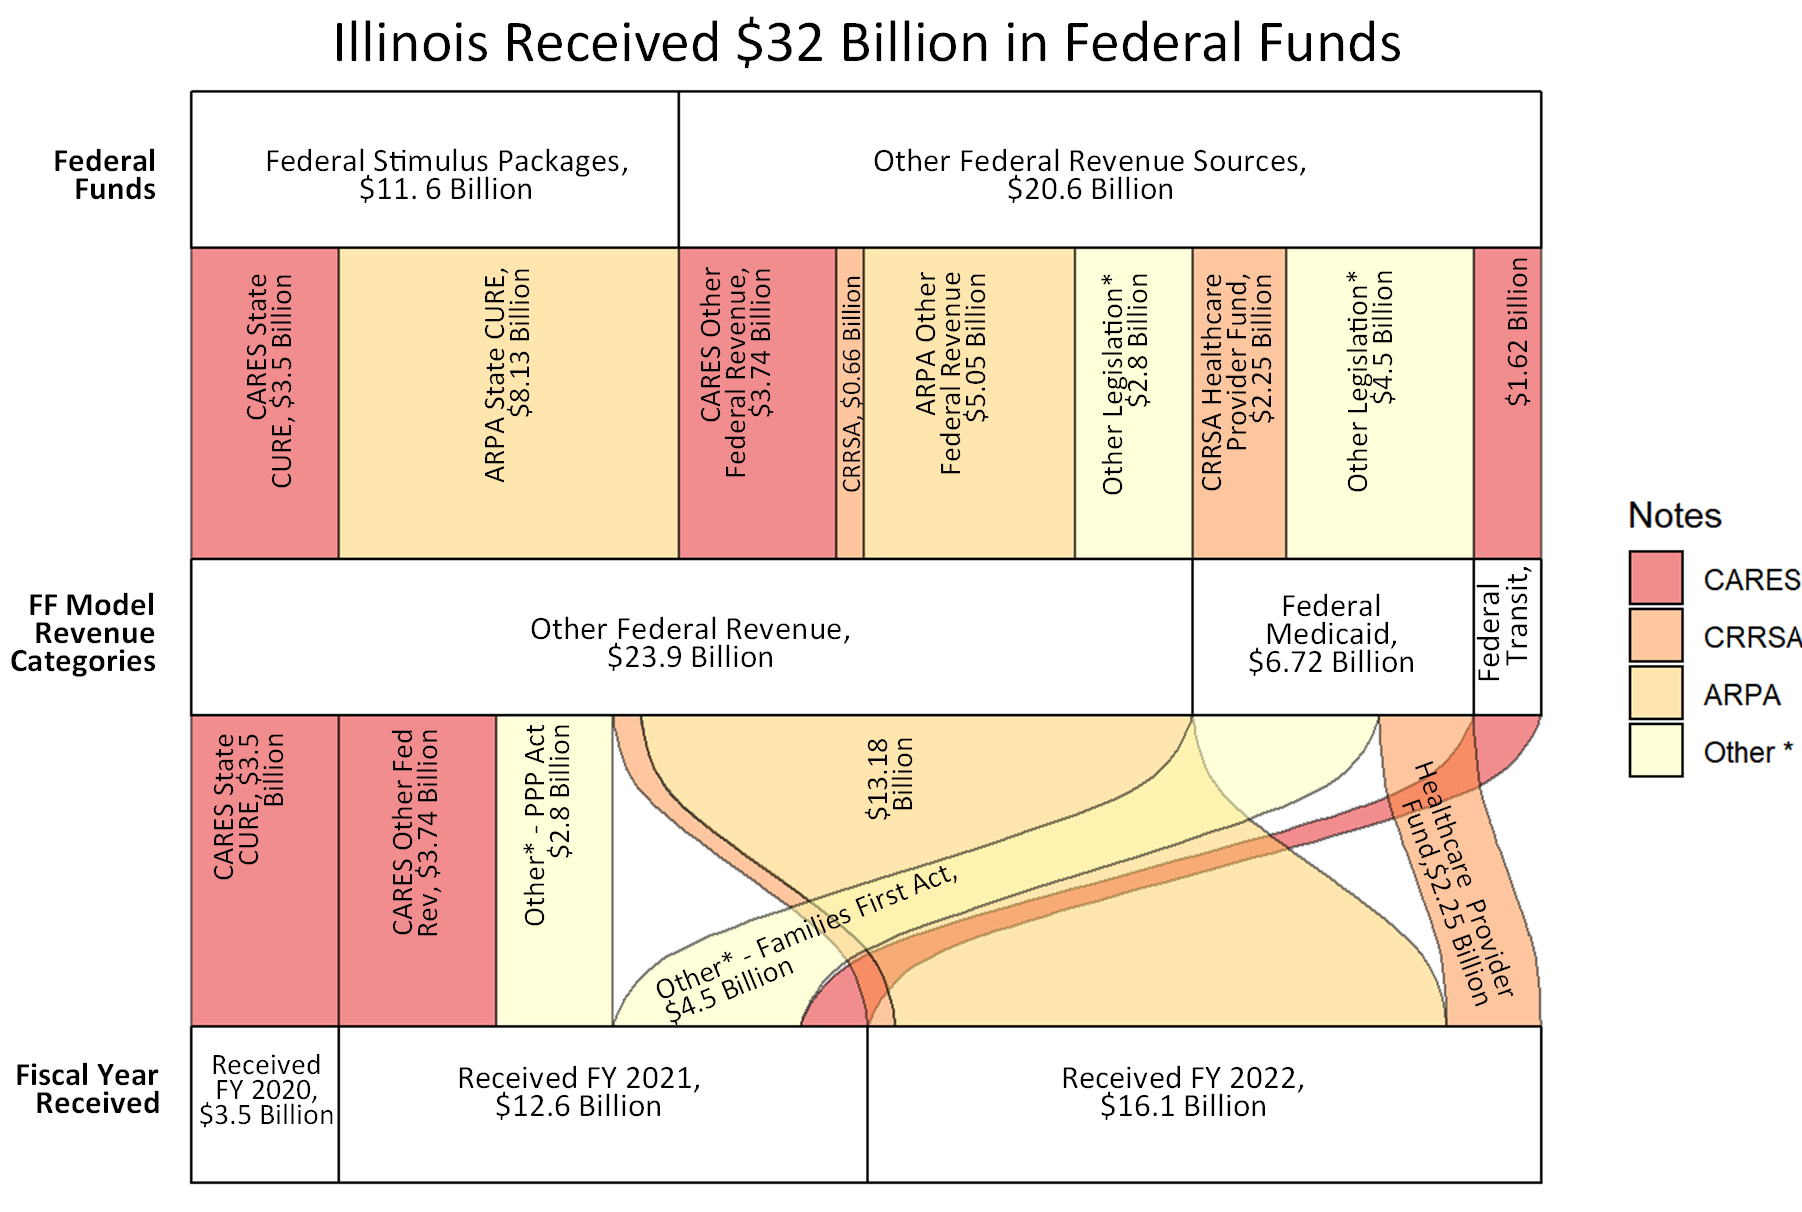 Illinois Received $32 Billion in Federal Funds
Federal
Funds
Federal Stimulus Packages,
$11. 6 Billion
Other Federal Revenue Sources,
$20.6 Billion
CARES State
CURE, $3.5 Billion
ARPA State CURE,
$8.13 Billion
CARES Other
Federal Revenue,
$3.74 Billion
CRRSA, $0.66 Billion
ARPA Other
Federal Revenue
$5.05 Billion
Other Legislation*
$2.8 Billion
CRRSA Healthcare
Provider Fund,
$2.25 Billion
Other Legislation*
$4.5 Billion
$1.62 Billion
FF Model
Revenue
Categories
Other Federal Revenue,
$23.9 Billion
Federal
Medicaid,
$6.72 Billion
Federal
Transit,
CARES State
CURE, $3.5
Billion
CARES Other Fed
Rev, $3.74 Billion
Other* - PPP Act
$2.8 Billion
$13.18
Billion
Other* - Families First Act,
$4.5 Billion
Healthcare Provider
Fund,$2.25 Billion
Fiscal Year
Received
Received
FY 2020,
$3.5 Billion
Received FY 2021,
$12.6 Billion
Received FY 2022,
$16.1 Billion
Notes
CARES
CRRSA
ARPA
Other *